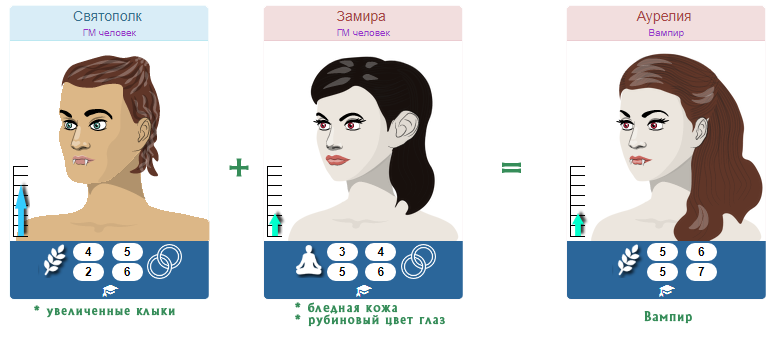 Святополк
ГМ человек
4 5
2 6
* увеличенные клыки
+
Замира
ГМ человек
3 4
5 6
* бледная кожа
* рубиновый цвет глаз
=
Аурелия
Вампир
5 6
5 7
Вампир